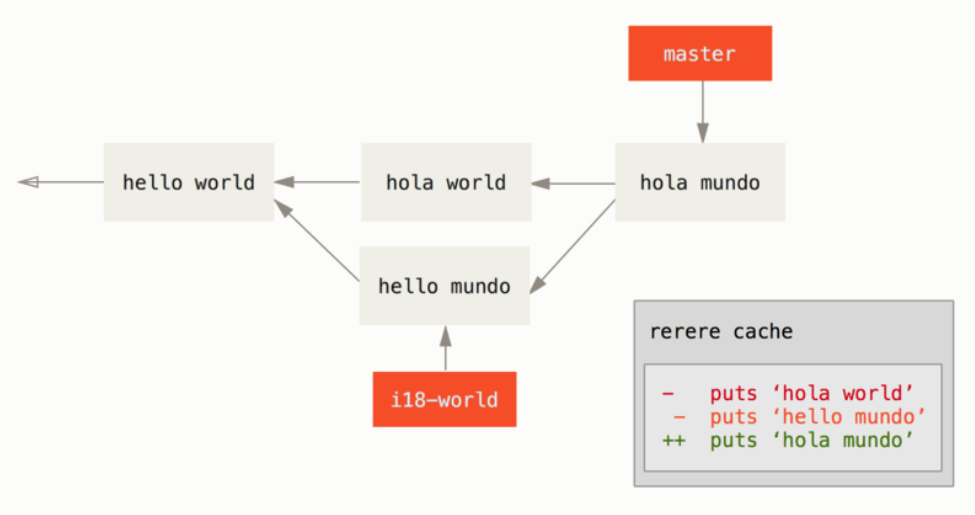 master
hello world
hola world
hola mundo
hello mundo
i18-world
rerere cache
- puts ‘hola world’
- puts ‘hello mundo’
++ puts ‘hola mundo’